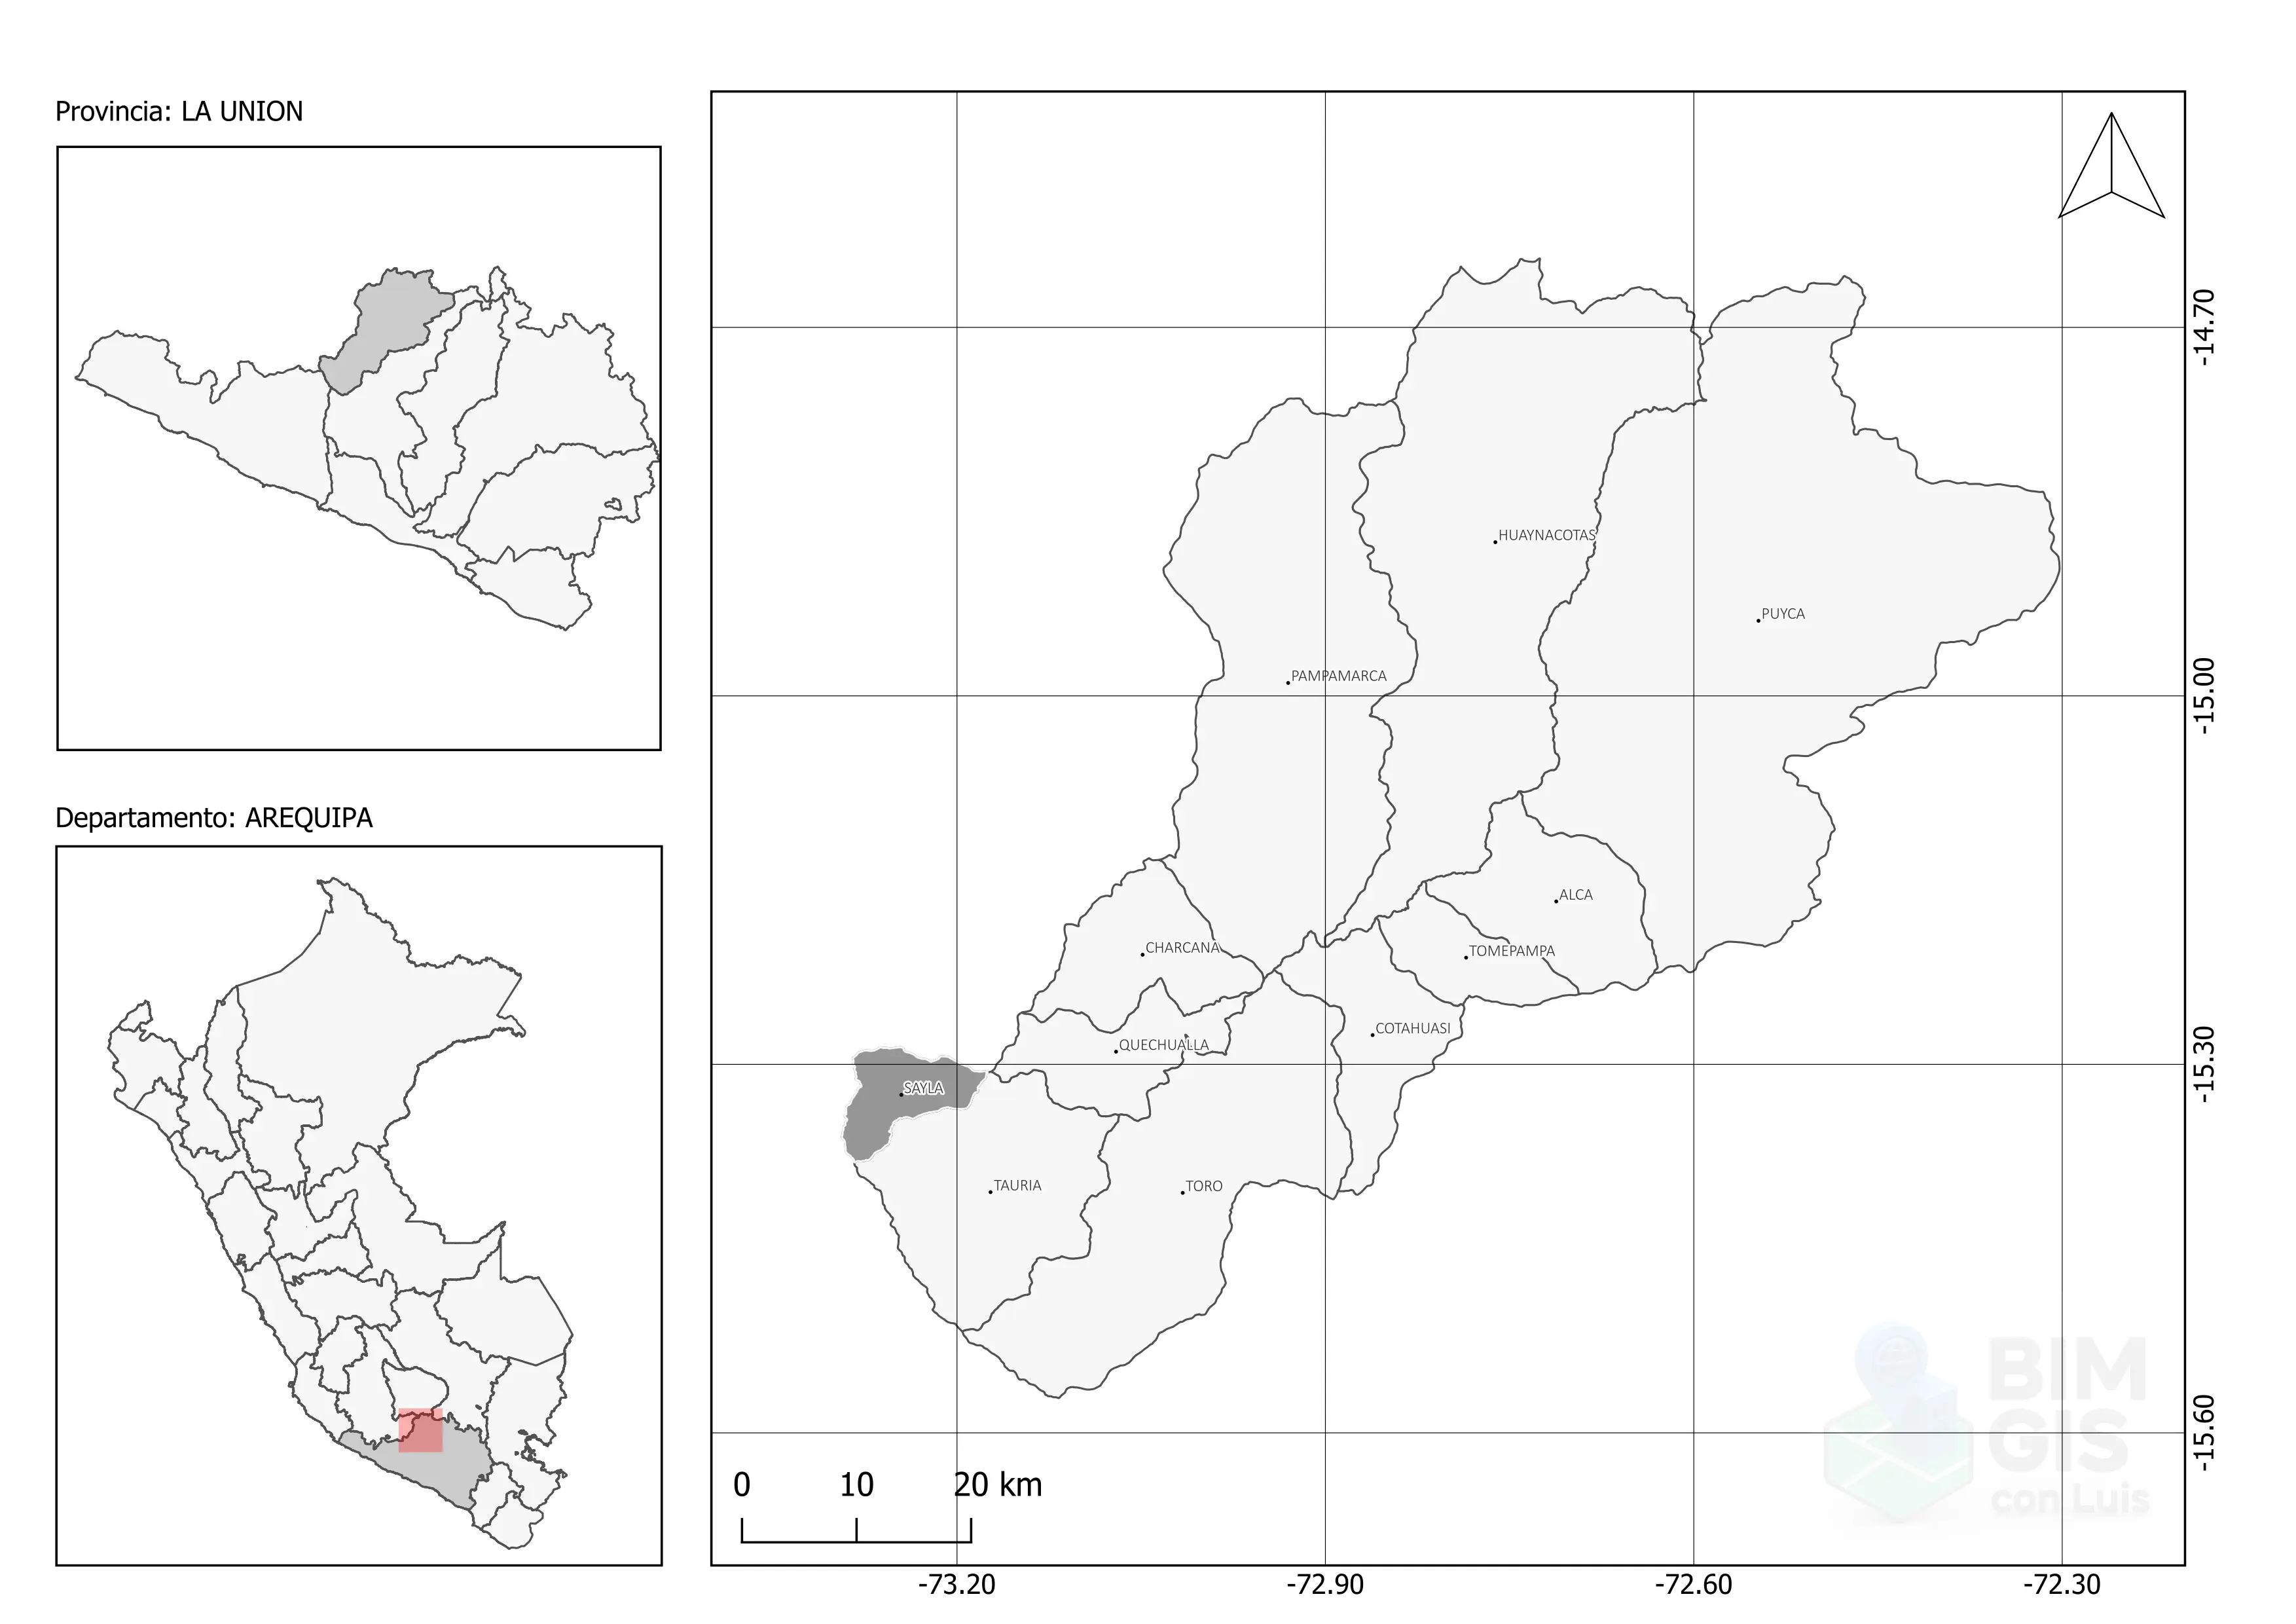 Provincia: LA UNION
Departamento: AREQUIPA
HUAYNACOTAS
PUYCA
PAMPAMARCA
ALCA
CHARCANA
TOMEPAMPA
COTAHUASI
QUECHUALLA
SAYLA
TAURIA
TORO
-14.70
-15.00
-15.30
-15.60
BIM
GIS
con Luis
0 10 20 km
-73.20 -72.90 -72.60 -72.30